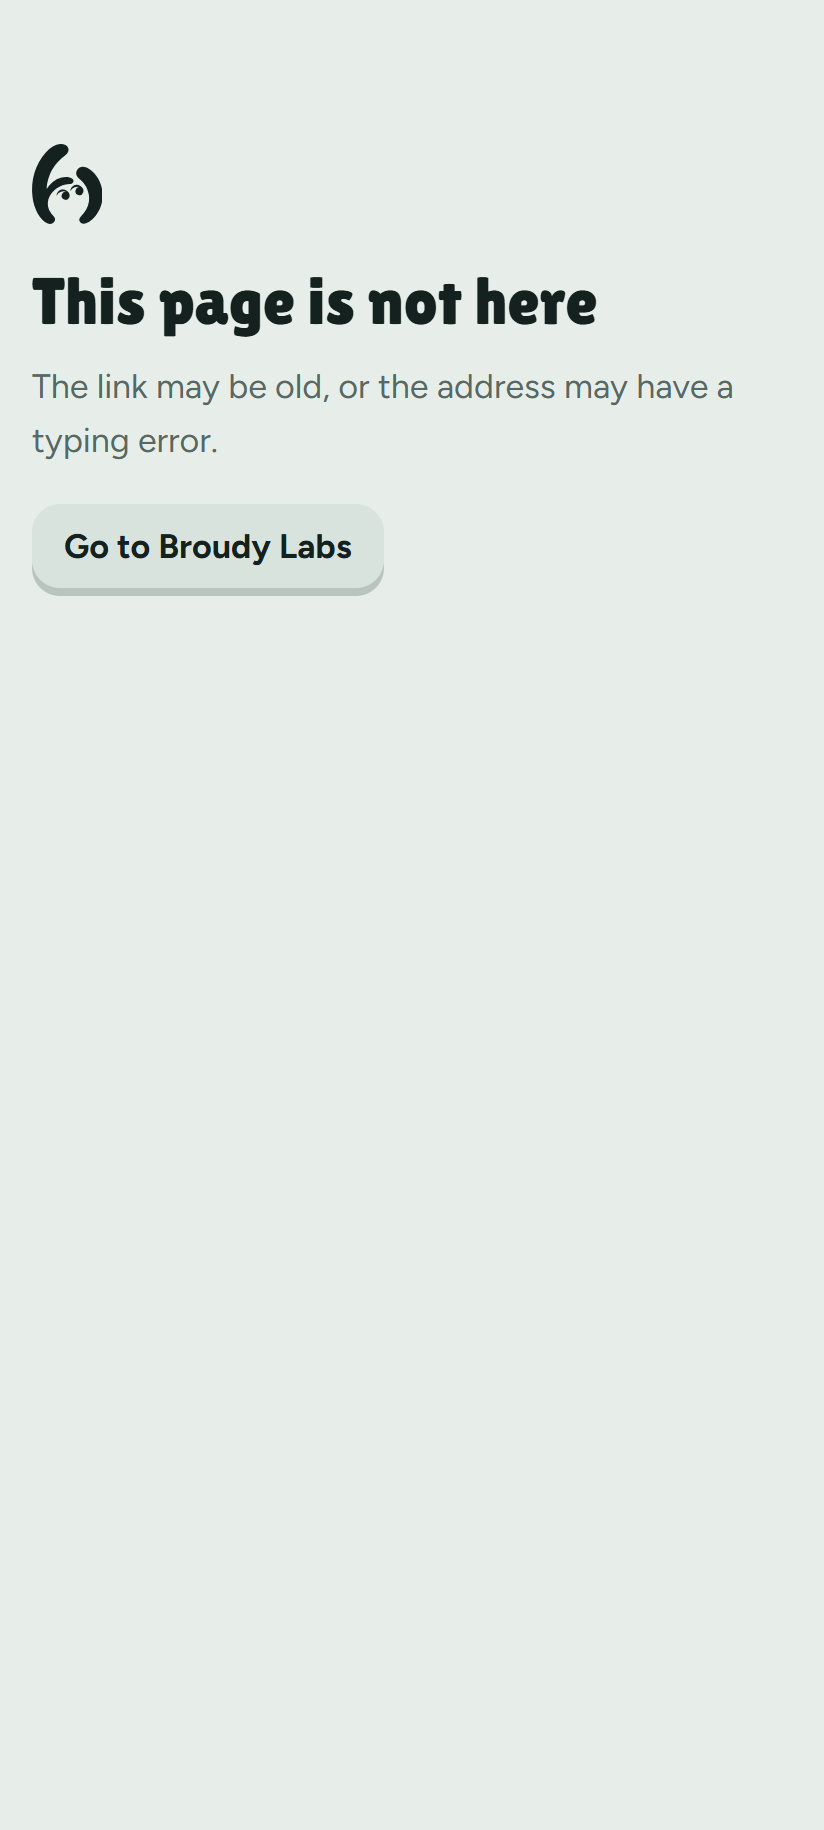 This page is not here
The link may be old, or the address may have a
typing error.
Go to Broudy Labs